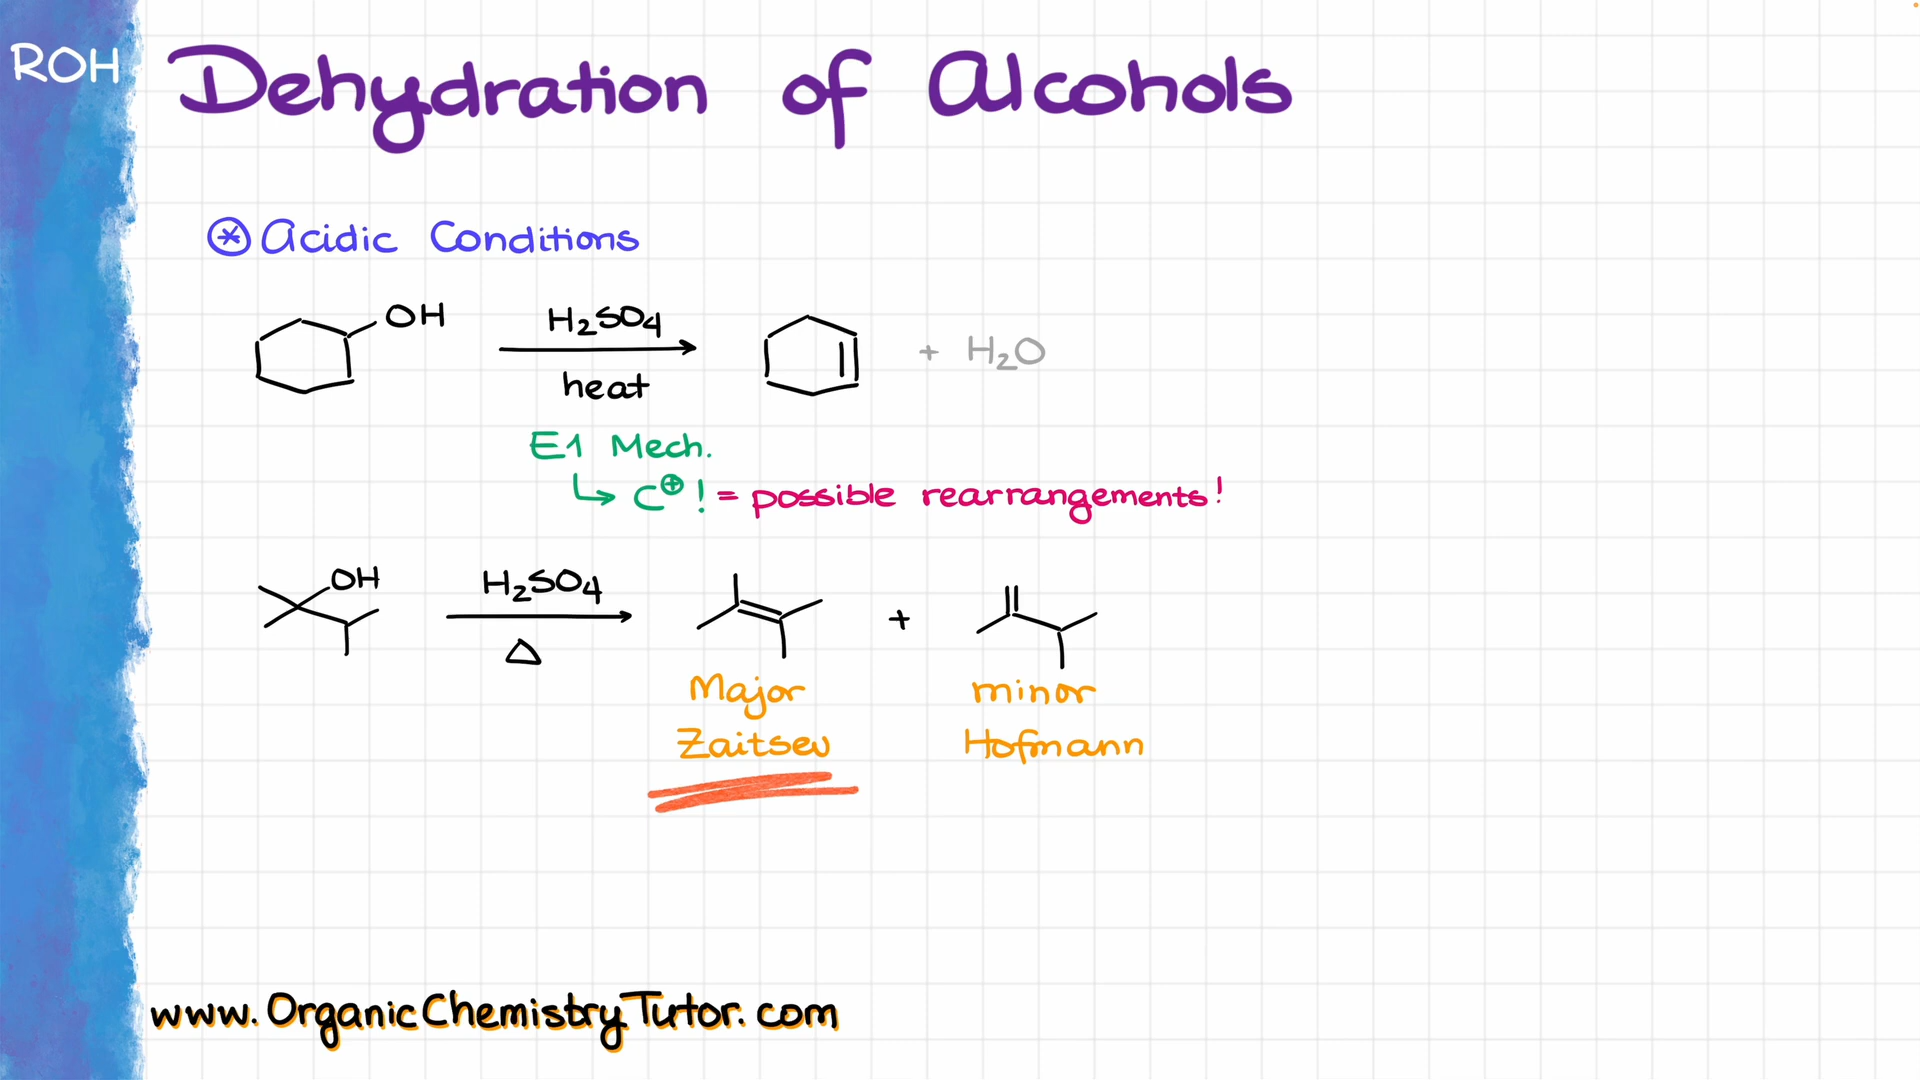 ROH
Dehydration of Alcohols
Acidic Conditions
OH
H₂SO₄
heat
+ H₂O
E1 Mech.
↳ C⊕! = possible rearrangements!
OH
H₂SO₄
Δ
+
Major
Zaitsev
minor
Hofmann
www.OrganicChemistryTutor.com